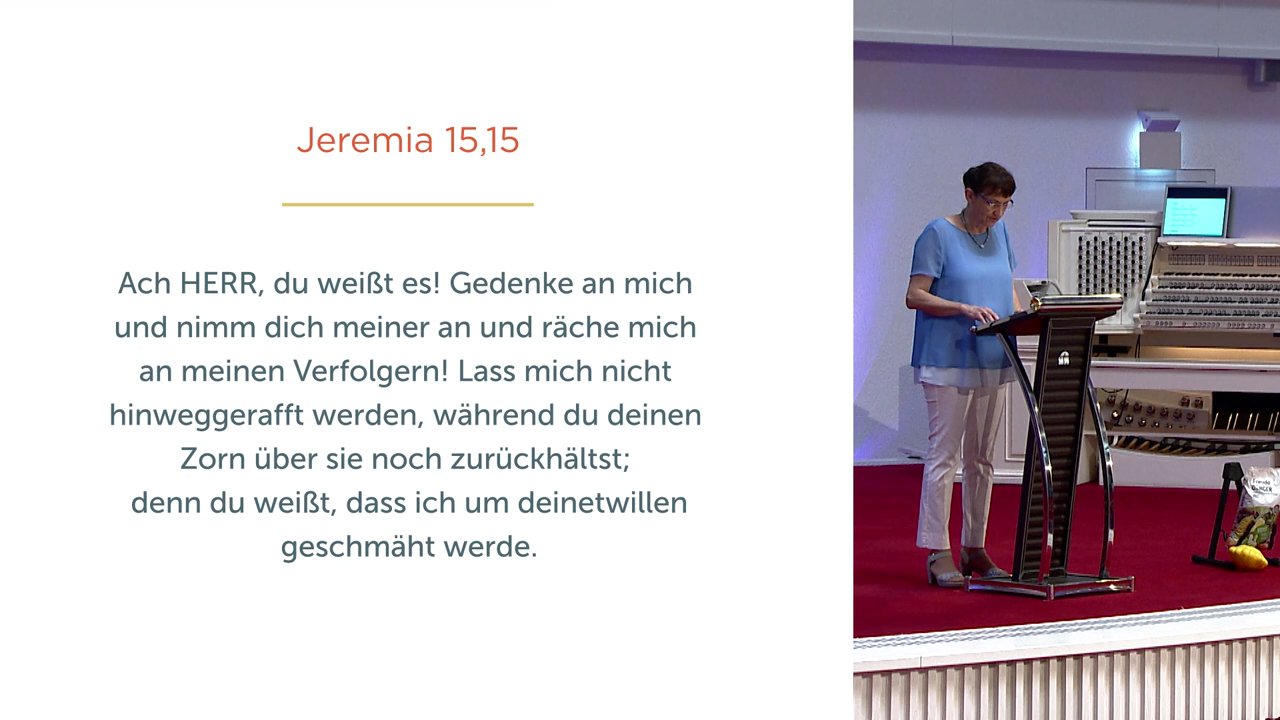 Jeremia 15,15
Ach HERR, du weißt es! Gedenke an mich
und nimm dich meiner an und räche mich
an meinen Verfolgern! Lass mich nicht
hinweggerafft werden, während du deinen
Zorn über sie noch zurückhältst;
denn du weißt, dass ich um deinetwillen
geschmäht werde.